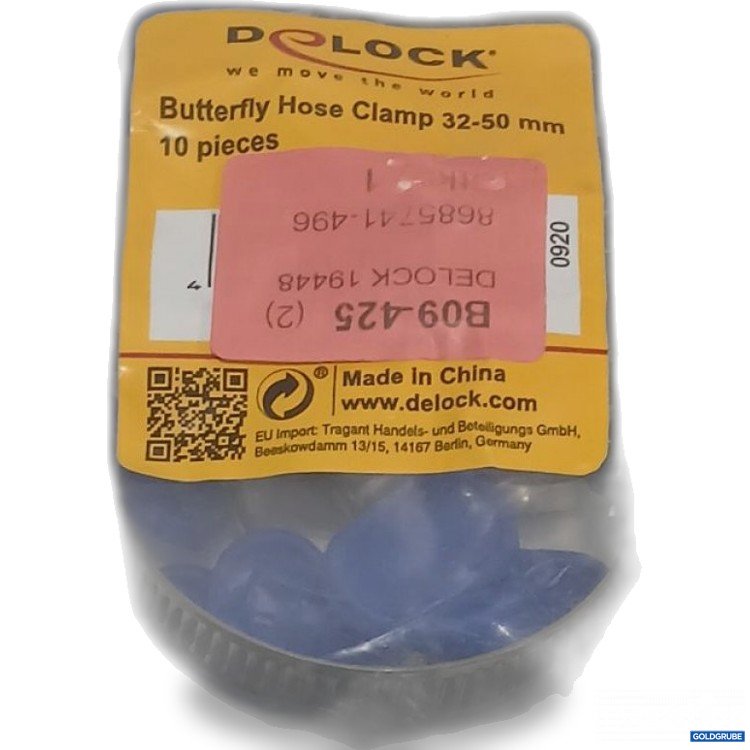 DELOCK
we move the world
Butterfly Hose Clamp 32-50 mm
10 pieces
B09-425 (2)
DELOCK 19448
8685741-496
1
4
0920
® Made in China
www.delock.com
EU Import: Tragant Handels- und Beteiligungs GmbH,
Beeskowdamm 13/15, 14167 Berlin, Germany
GOLDGRUBE